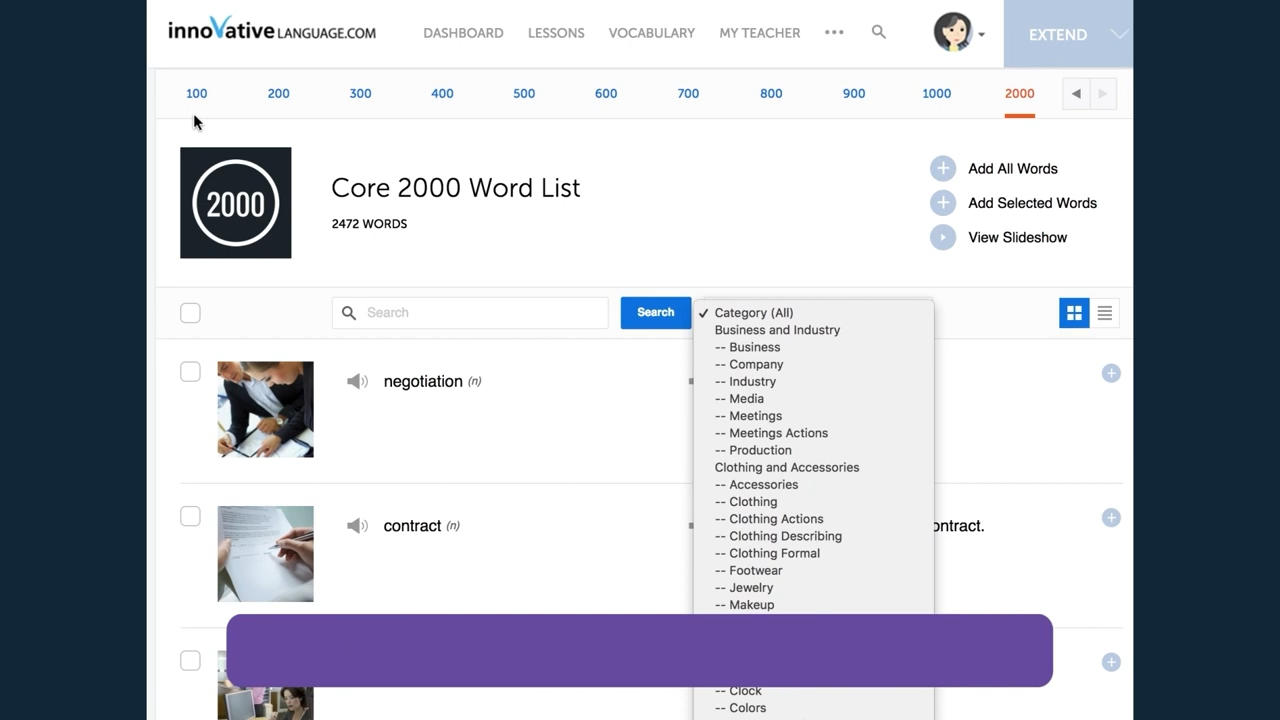 innoVative LANGUAGE.COM
DASHBOARD LESSONS VOCABULARY MY TEACHER EXTEND
100 200 300 400 500 600 700 800 900 1000 2000
2000
Core 2000 Word List
2472 WORDS
Add All Words
Add Selected Words
View Slideshow
Search
Search
✓ Category (All)
Business and Industry
-- Business
-- Company
-- Industry
-- Media
-- Meetings
-- Meetings Actions
-- Production
Clothing and Accessories
-- Accessories
-- Clothing
-- Clothing Actions
-- Clothing Describing
-- Clothing Formal
-- Footwear
-- Jewelry
-- Makeup
-- Clock
-- Colors
negotiation (n)
contract (n)
ontract.